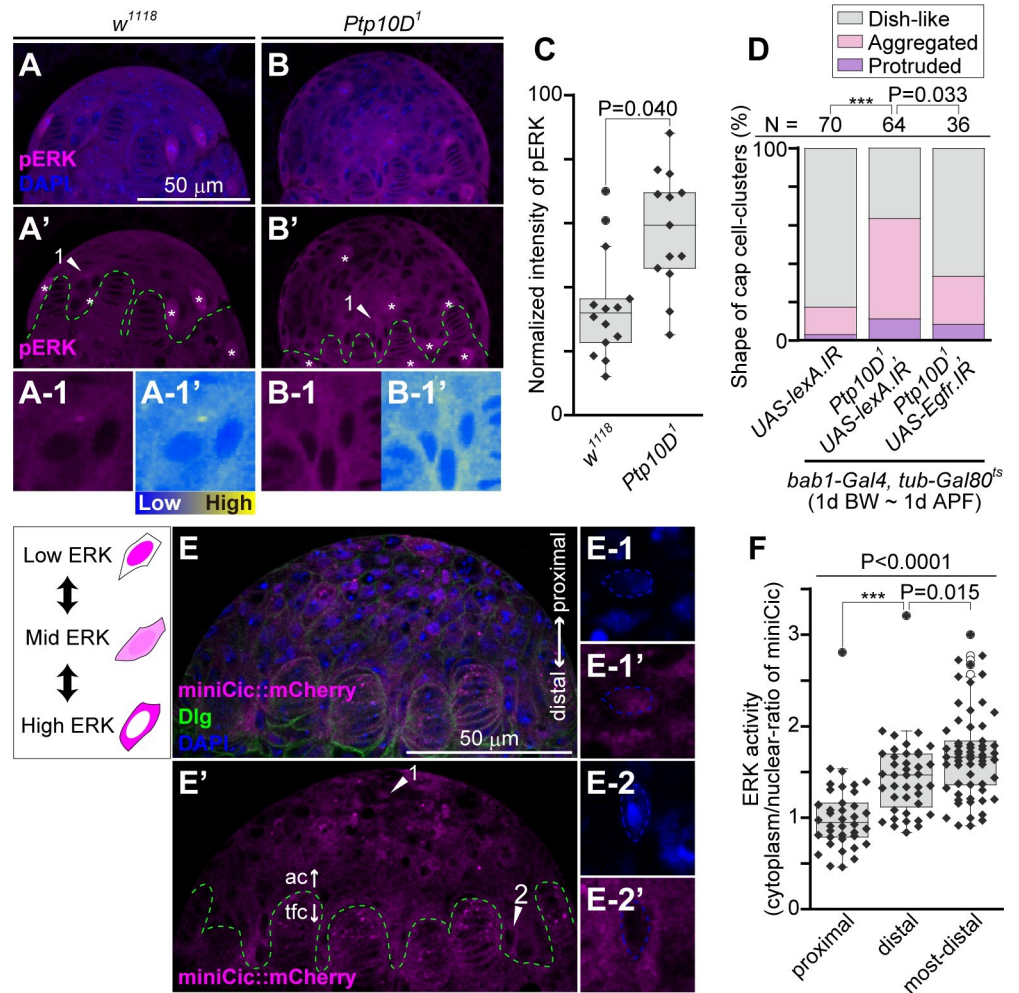 w1118
Ptp10D1
A
pERK
DAPI
50 μm
B
A’
1
*
*
*
*
*
pERK
B’
1
*
*
*
*
*
*
A-1
A-1’
B-1
B-1’
Low High
C
Normalized intensity of pERK
100
0
P=0.040
w1118
Ptp10D1
D
Dish-like
Aggregated
Protruded
Shape of cap cell-clusters (%)
*** P=0.033
N = 70 64 36
100
0
UAS-lexA.IR
Ptp10D1,
UAS-lexA.IR
Ptp10D1,
UAS-Egfr.IR
bab1-Gal4, tub-Gal80ts
(1d BW ~ 1d APF)
Low ERK
Mid ERK
High ERK
E
miniCic::mCherry
Dlg
DAPI
50 μm
distal proximal
E’
1
ac
tfc
2
miniCic::mCherry
E-1
E-1’
E-2
E-2’
F
P<0.0001
*** P=0.015
ERK activity
(cytoplasm/nuclear-ratio of miniCic)
3
2
1
0
proximal
distal
most-distal